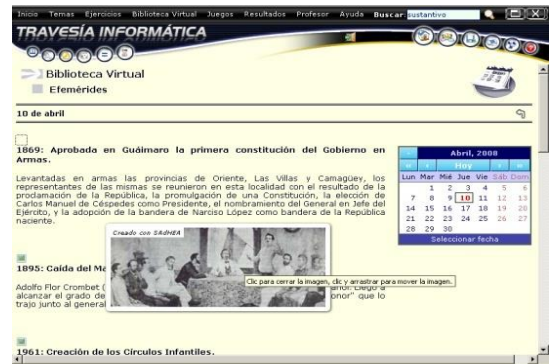 Inicio Temas Ejercicios Biblioteca Virtual Juegos Resultados Profesor Ayuda Buscar: sustantivo
TRAVESÍA INFORMÁTICA
Biblioteca Virtual
Efemérides
10 de abril
1869: Aprobada en Guáimaro la primera constitución del Gobierno en
Armas.
Levantadas en armas las provincias de Oriente, Las Villas y Camagüey, los
representantes de las mismas se reunieron en esta localidad con el resultado de la
proclamación de la República, la promulgación de una Constitución, la elección de
Carlos Manuel de Céspedes como Presidente, el nombramiento del General en Jefe del
Ejército, y la adopción de la bandera de Narciso López como bandera de la República
naciente.
Creado con SAdHEA
1895: Caída del Ma
Clic para cerrar la imagen, clic y arrastrar para mover la imagen.
Adolfo Flor Crombet (
alcanzar el grado de onor" que lo
trajo junto al general
1961: Creación de los Círculos Infantiles.
Abril, 2008
Hoy
Lun Mar Mié Jue Vie Sáb Dom
1 2 3 4 5 6
7 8 9 10 11 12 13
14 15 16 17 18 19 20
21 22 23 24 25 26 27
28 29 30
Seleccionar fecha